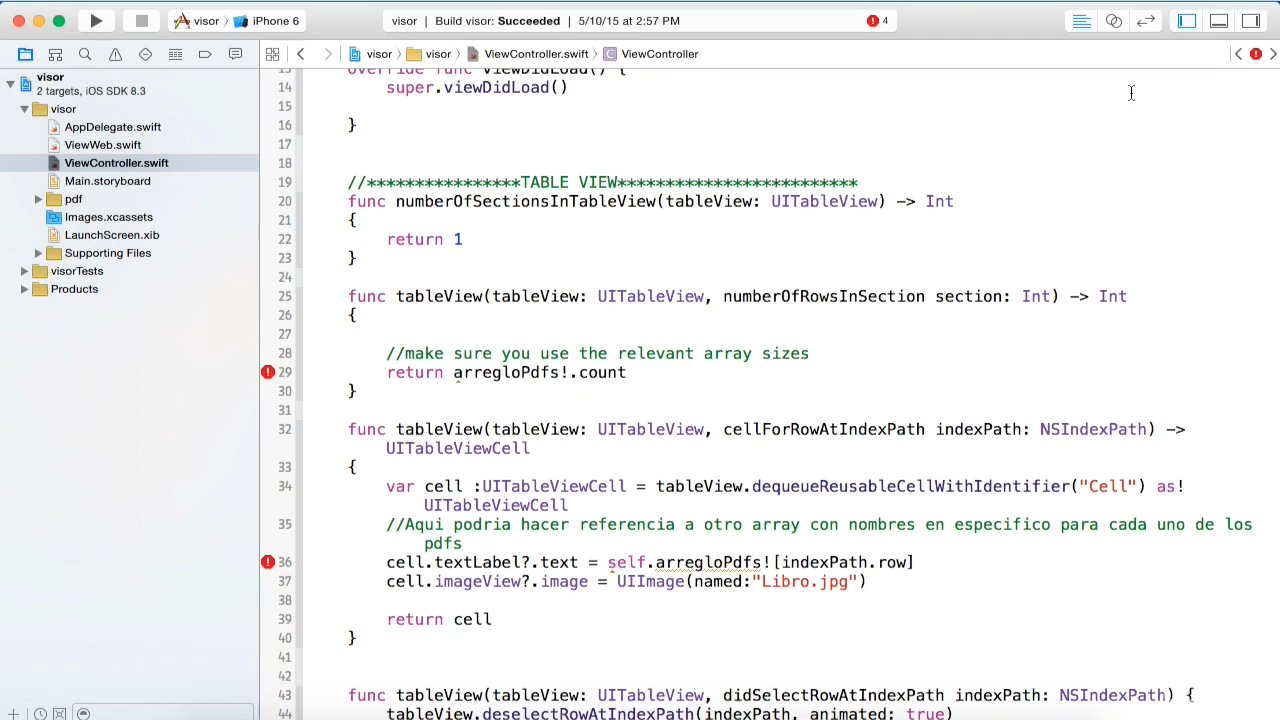 visor
iPhone 6
visor | Build visor: Succeeded | 5/10/15 at 2:57 PM
4
visor
visor
ViewController.swift
C
ViewController
visor
2 targets, iOS SDK 8.3
visor
AppDelegate.swift
ViewWeb.swift
ViewController.swift
Main.storyboard
pdf
Images.xcassets
LaunchScreen.xib
Supporting Files
visorTests
Products
13 override func viewDidLoad() {
14 super.viewDidLoad()
15
16 }
17
18
19 //****************TABLE VIEW*************************
20 func numberOfSectionsInTableView(tableView: UITableView) -> Int
21 {
22 return 1
23 }
24
25 func tableView(tableView: UITableView, numberOfRowsInSection section: Int) -> Int
26 {
27
28 //make sure you use the relevant array sizes
29 return arregloPdfs!.count
30 }
31
32 func tableView(tableView: UITableView, cellForRowAtIndexPath indexPath: NSIndexPath) ->
UITableViewCell
33 {
34 var cell :UITableViewCell = tableView.dequeueReusableCellWithIdentifier("Cell") as!
UITableViewCell
35 //Aqui podria hacer referencia a otro array con nombres en especifico para cada uno de los
pdfs
36 cell.textLabel?.text = self.arregloPdfs![indexPath.row]
37 cell.imageView?.image = UIImage(named:"Libro.jpg")
38
39 return cell
40 }
41
42
43 func tableView(tableView: UITableView, didSelectRowAtIndexPath indexPath: NSIndexPath) {
44 tableView.deselectRowAtIndexPath(indexPath, animated: true)